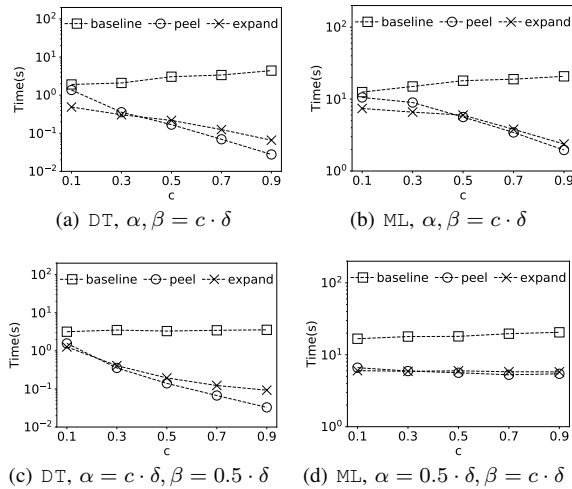 baseline peel expand
Time(s)
10² 10¹ 10⁰ 10⁻¹ 10⁻²
0.1 0.3 0.5 0.7 0.9
c
(a) DT, α, β = c · δ
baseline peel expand
Time(s)
10² 10¹ 10⁰
0.1 0.3 0.5 0.7 0.9
c
(b) ML, α, β = c · δ
baseline peel expand
Time(s)
10² 10¹ 10⁰ 10⁻¹ 10⁻²
0.1 0.3 0.5 0.7 0.9
c
(c) DT, α = c · δ, β = 0.5 · δ
baseline peel expand
Time(s)
10² 10¹ 10⁰
0.1 0.3 0.5 0.7 0.9
c
(d) ML, α = 0.5 · δ, β = c · δ